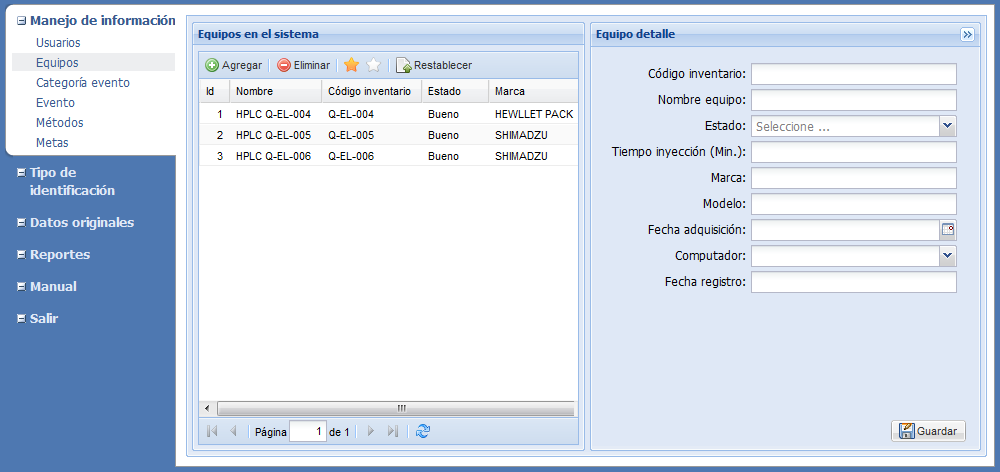 Manejo de información
Usuarios
Equipos
Categoría evento
Evento
Métodos
Metas
Tipo de
identificación
Datos originales
Reportes
Manual
Salir
Equipos en el sistema
Agregar Eliminar Restablecer
Id Nombre Código inventario Estado Marca
1 HPLC Q-EL-004 Q-EL-004 Bueno HEWLLET PACK
2 HPLC Q-EL-005 Q-EL-005 Bueno SHIMADZU
3 HPLC Q-EL-006 Q-EL-006 Bueno SHIMADZU
Página 1 de 1
Equipo detalle
Código inventario:
Nombre equipo:
Estado: Seleccione ...
Tiempo inyección (Min.):
Marca:
Modelo:
Fecha adquisición:
Computador:
Fecha registro:
Guardar